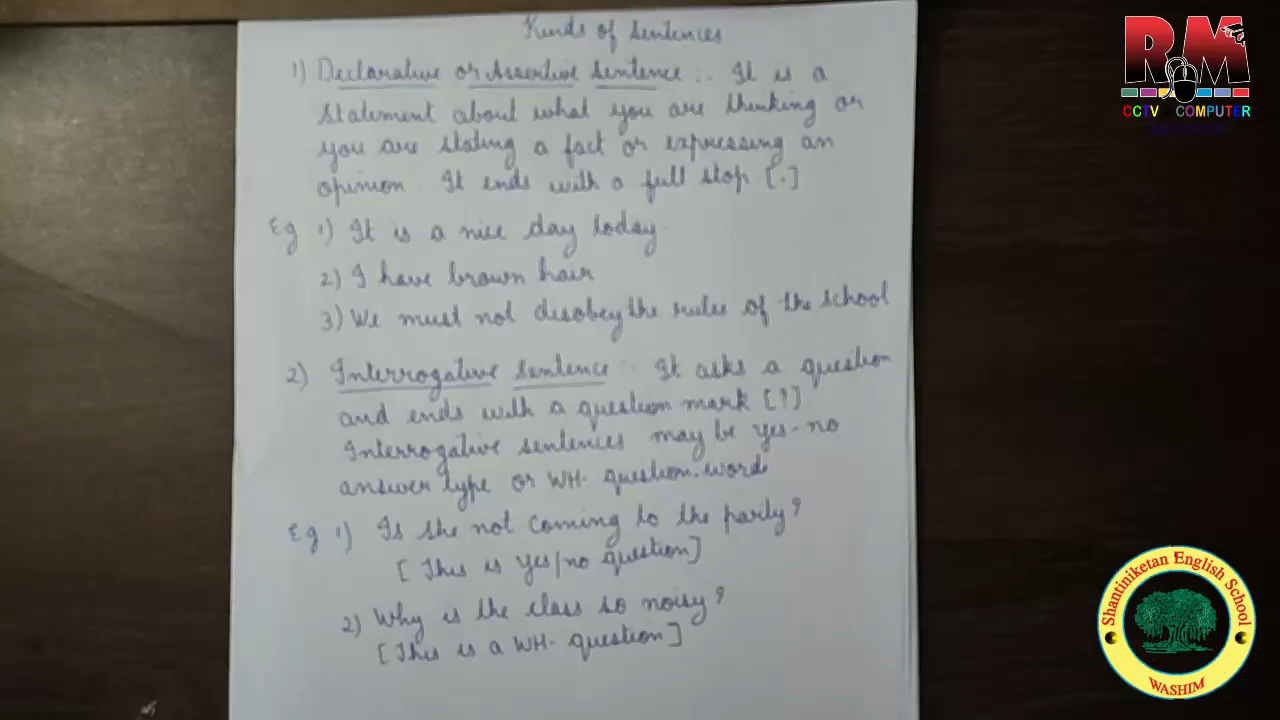 Kinds of Sentences
1) Declarative or Assertive Sentence :. It is a
statement about what you are thinking or
you are stating a fact or expressing an
opinion. It ends with a full stop [.]
Eg 1) It is a nice day today.
2) I have brown hair
3) We must not disobey the rules of the school
2) Interrogative Sentence :. It asks a question
and ends with a question mark [?]
Interrogative sentences may be yes-no
answer type or WH- question-word
Eg 1) Is she not coming to the party?
[ This is yes/no question]
2) Why is the class so noisy?
[This is a WH- question]
RM
CCTV COMPUTER
Shantiniketan English School
WASHIM